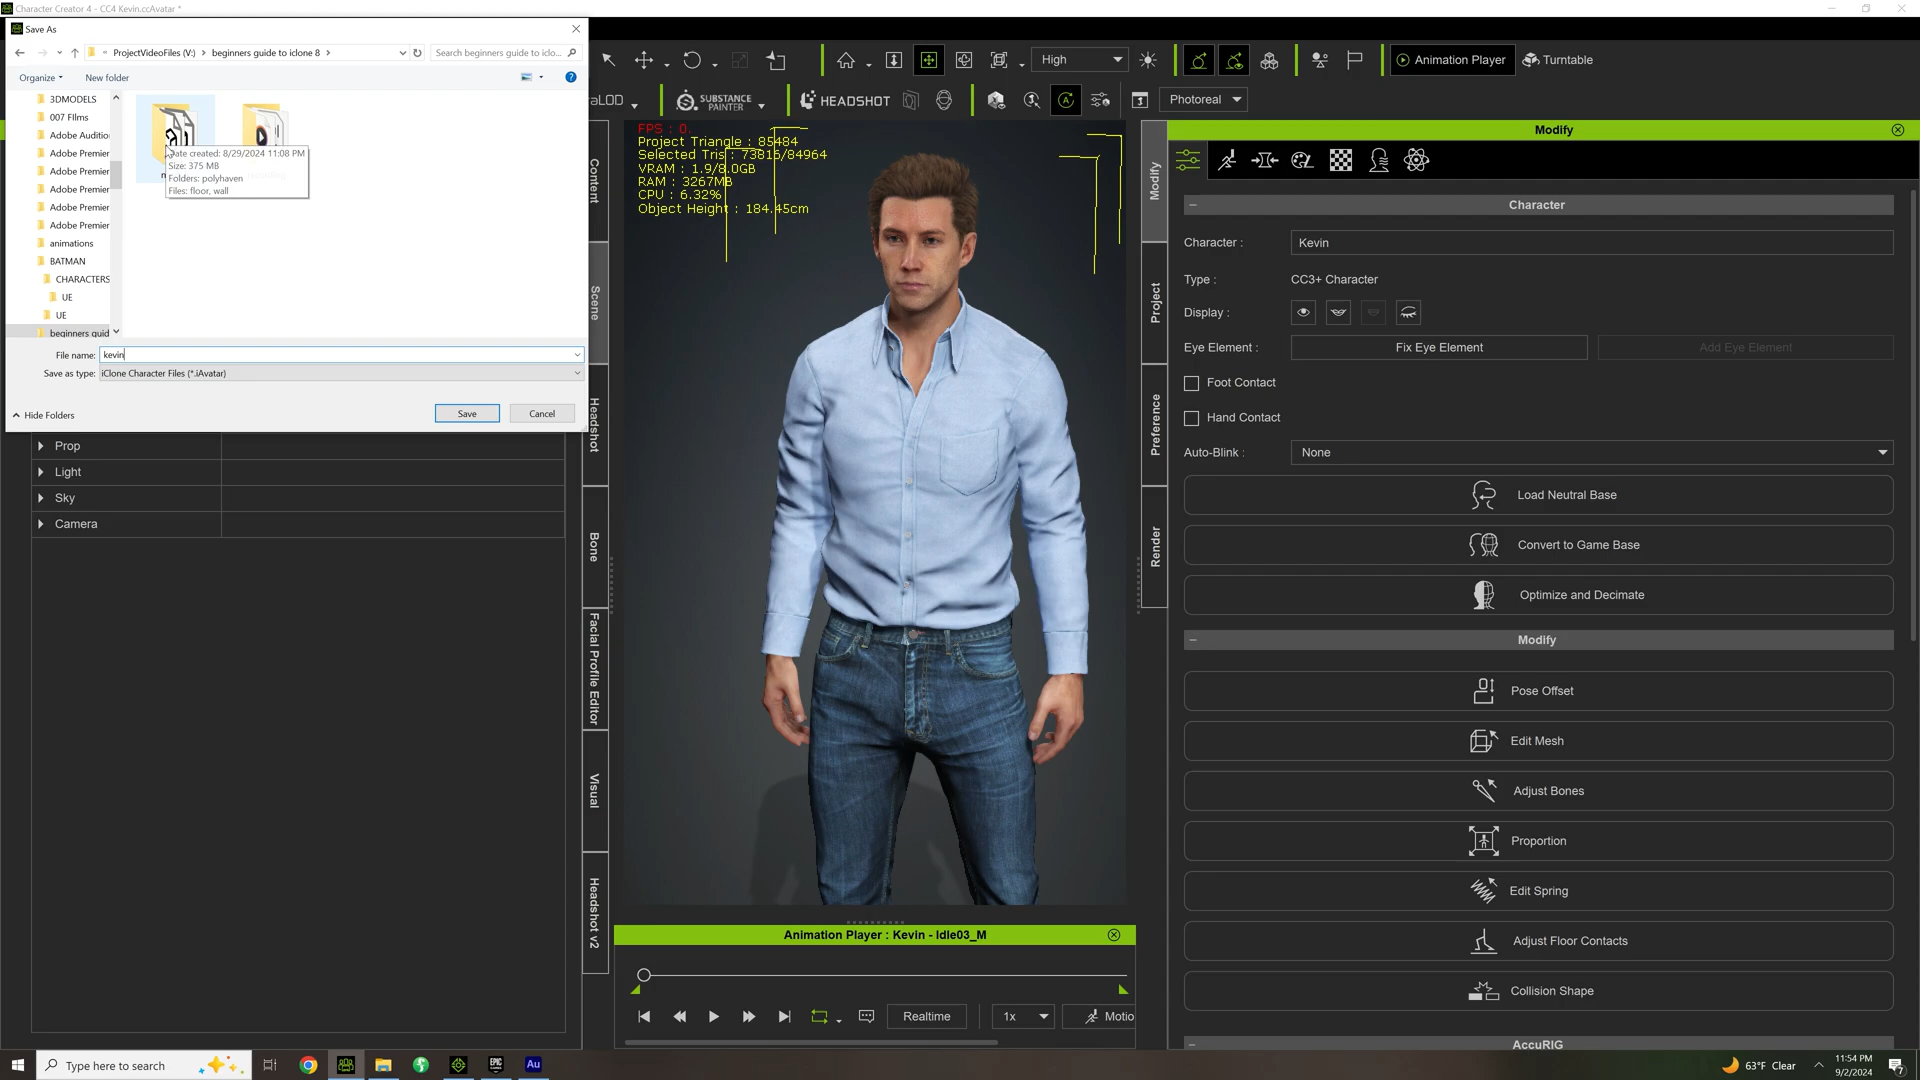 Character Creator 4 - CC4 Kevin.ccAvatar *
Save As
« ProjectVideoFiles (V:) > beginners guide to iclone 8 >
Search beginners guide to iclo...
Organize
New folder
3DMODELS
007 FIlms
Adobe Auditio
Adobe Premier
Adobe Premier
Adobe Premier
Adobe Premier
Adobe Premier
animations
BATMAN
CHARACTERS
UE
UE
beginners guid
Date created: 8/29/2024 11:08 PM
Size: 375 MB
Folders: polyhaven
Files: floor, wall
File name: kevin
Save as type: iClone Character Files (*.iAvatar)
Hide Folders
Save
Cancel
Prop
Light
Sky
Camera
High
Animation Player
Turntable
SUBSTANCE PAINTER
HEADSHOT
Photoreal
Content
Scene
Headshot
Bone
Facial Profile Editor
Visual
Headshot v2
FPS : 0.
Project Triangle : 85484
Selected Tris : 73816/84964
VRAM : 1.9/8.0GB
RAM : 3267MB
CPU : 6.32%
Object Height : 184.45cm
Modify
Project
Preference
Render
Modify
Character
Character : Kevin
Type : CC3+ Character
Display :
Eye Element : Fix Eye Element Add Eye Element
Foot Contact
Hand Contact
Auto-Blink : None
Load Neutral Base
Convert to Game Base
Optimize and Decimate
Modify
Pose Offset
Edit Mesh
Adjust Bones
Proportion
Edit Spring
Adjust Floor Contacts
Collision Shape
AccuRIG
Animation Player : Kevin - Idle03_M
Realtime
1x
Motio
Type here to search
EPIC GAMES
Au
63°F Clear
11:54 PM
9/2/2024
7